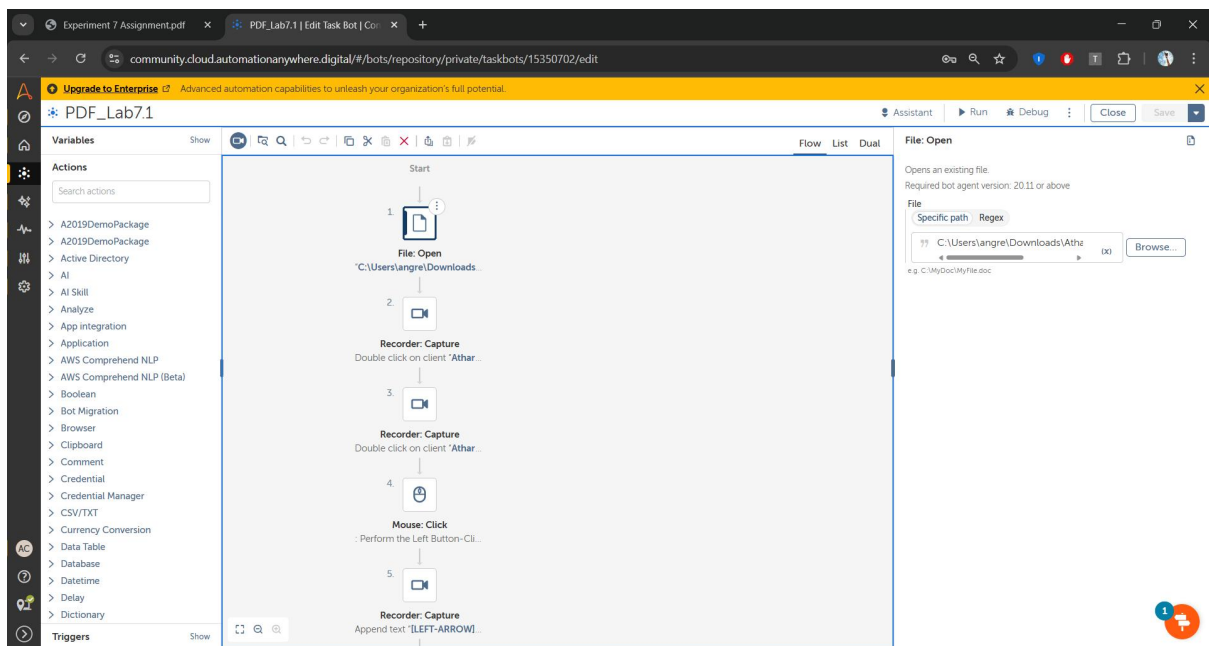 Experiment 7 Assignment.pdf
PDF_Lab7.1 | Edit Task Bot | Co
community.cloud.automationanywhere.digital/#/bots/repository/private/taskbots/15350702/edit
Upgrade to Enterprise Advanced automation capabilities to unleash your organization's full potential.
PDF_Lab7.1
Assistant
Run
Debug
Close
Save
Variables
Show
Flow List Dual
File: Open
Actions
Search actions
A2019DemoPackage
A2019DemoPackage
Active Directory
AI
AI Skill
Analyze
App integration
Application
AWS Comprehend NLP
AWS Comprehend NLP (Beta)
Boolean
Bot Migration
Browser
Clipboard
Comment
Credential
Credential Manager
CSV/TXT
Currency Conversion
Data Table
Database
Datetime
Delay
Dictionary
Triggers
Show
AC
Start
1.
File: Open
"C:\Users\angre\Downloads...
2.
Recorder: Capture
Double click on client "Athar...
3.
Recorder: Capture
Double click on client "Athar...
4.
Mouse: Click
: Perform the Left Button-Cli...
5.
Recorder: Capture
Append text "[LEFT-ARROW]...
Opens an existing file.
Required bot agent version: 20.11 or above
File
Specific path Regex
C:\Users\angre\Downloads\Atha
(x)
Browse...
e.g. C:\MyDoc\MyFile.doc
1